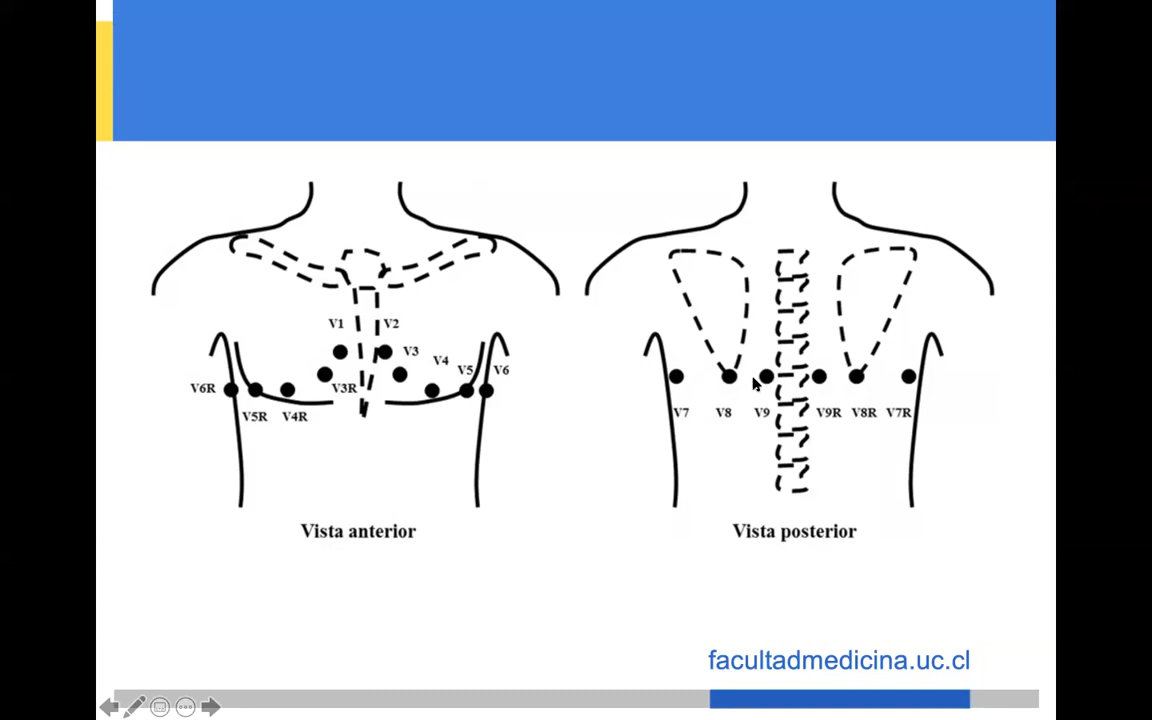 V1 V2
V3
V4
V5 V6
V6R V3R
V5R V4R
Vista anterior
V7 V8 V9 V9R V8R V7R
Vista posterior
facultadmedicina.uc.cl